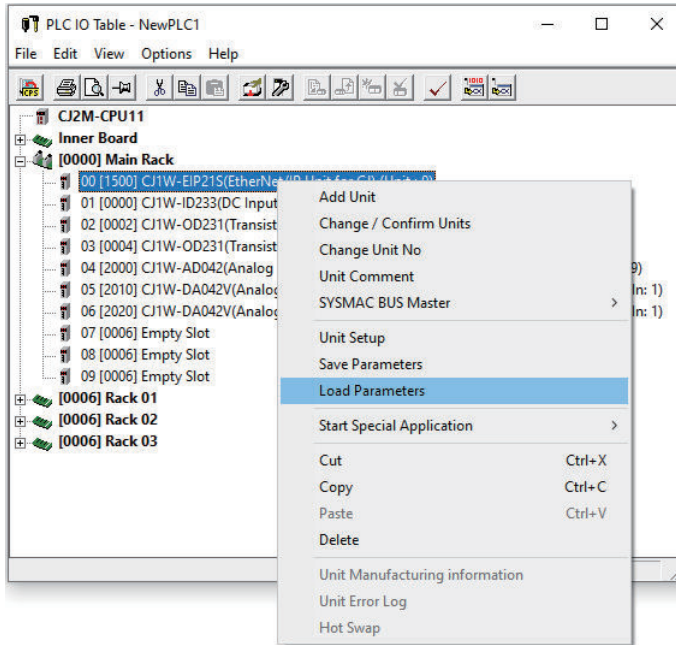 PLC IO Table - NewPLC1
File Edit View Options Help
CJ2M-CPU11
Inner Board
[0000] Main Rack
00 [1500] CJ1W-EIP21S(EtherNet/IP Unit for CJ) (Unit : 0)
01 [0000] CJ1W-ID233(DC Input
02 [0002] CJ1W-OD231(Transist
03 [0004] CJ1W-OD231(Transist
04 [2000] CJ1W-AD042(Analog 9)
05 [2010] CJ1W-DA042V(Analog In: 1)
06 [2020] CJ1W-DA042V(Analog In: 1)
07 [0006] Empty Slot
08 [0006] Empty Slot
09 [0006] Empty Slot
[0006] Rack 01
[0006] Rack 02
[0006] Rack 03
Add Unit
Change / Confirm Units
Change Unit No
Unit Comment
SYSMAC BUS Master
Unit Setup
Save Parameters
Load Parameters
Start Special Application
Cut Ctrl+X
Copy Ctrl+C
Paste Ctrl+V
Delete
Unit Manufacturing information
Unit Error Log
Hot Swap